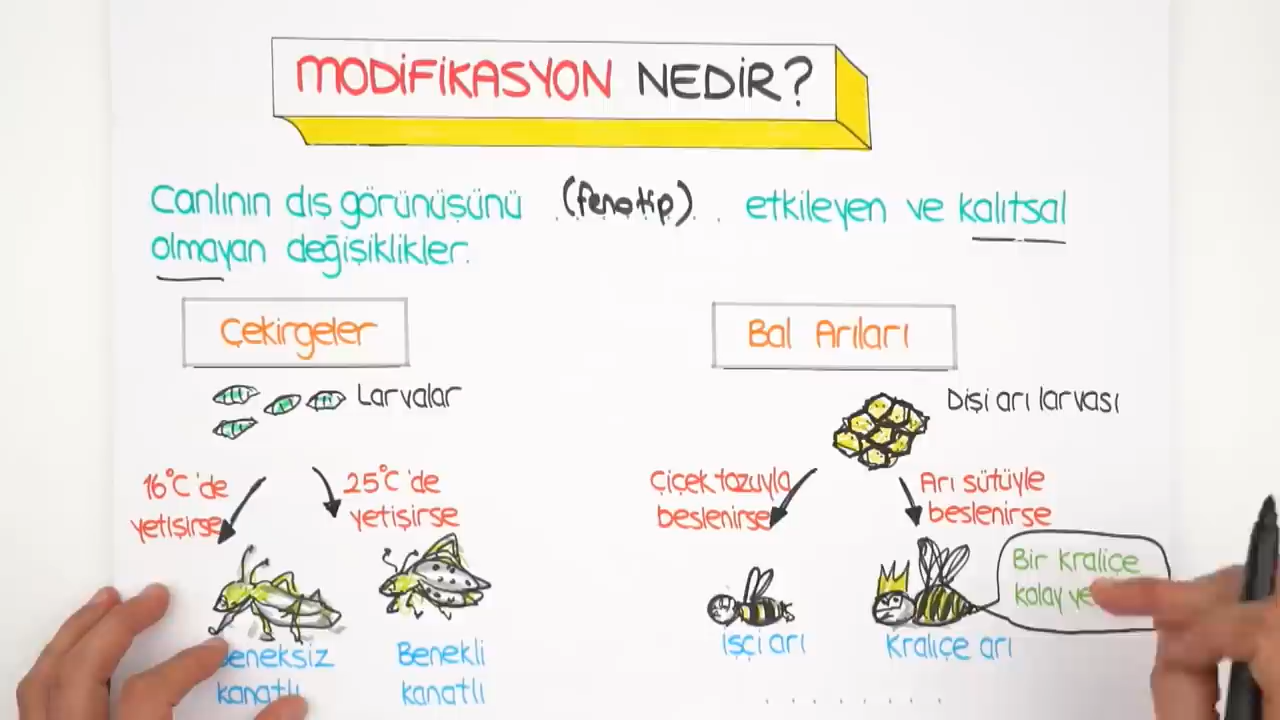 MODİFİKASYON NEDİR?
Canlının dış görünüşünü (fenotip) etkileyen ve kalıtsal
olmayan değişiklikler.
Çekirgeler
Bal Arıları
Larvalar
Dişi arı larvası
16°C'de
yetişirse
25°C'de
yetişirse
Çiçek tozuyla
beslenirse
Arı sütüyle
beslenirse
Bir kraliçe
kolay
Beneksiz
kanatlı
Benekli
kanatlı
İşçi arı
Kraliçe arı